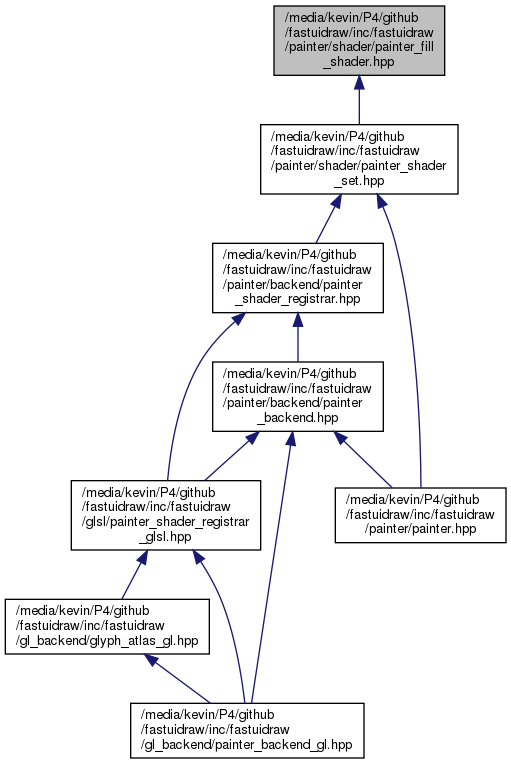 /media/kevin/P4/github
/fastuidraw/inc/fastuidraw
/painter/shader/painter_fill
_shader.hpp
/media/kevin/P4/github
/fastuidraw/inc/fastuidraw
/painter/shader/painter_shader
_set.hpp
/media/kevin/P4/github
/fastuidraw/inc/fastuidraw
/painter/backend/painter
_shader_registrar.hpp
/media/kevin/P4/github
/fastuidraw/inc/fastuidraw
/painter/backend/painter
_backend.hpp
/media/kevin/P4/github
/fastuidraw/inc/fastuidraw
/glsl/painter_shader_registrar
_glsl.hpp
/media/kevin/P4/github
/fastuidraw/inc/fastuidraw
/painter/painter.hpp
/media/kevin/P4/github
/fastuidraw/inc/fastuidraw
/gl_backend/glyph_atlas_gl.hpp
/media/kevin/P4/github
/fastuidraw/inc/fastuidraw
/gl_backend/painter_backend_gl.hpp